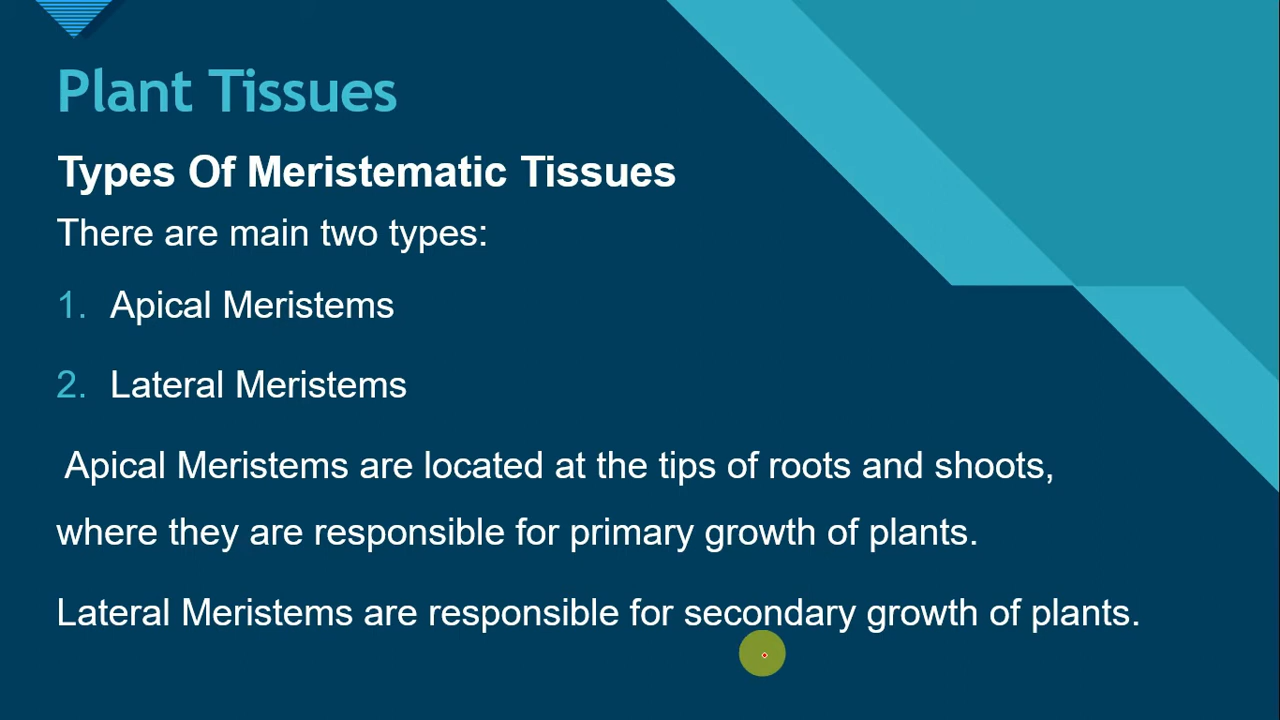 Plant Tissues
Types Of Meristematic Tissues
There are main two types:
1. Apical Meristems
2. Lateral Meristems
Apical Meristems are located at the tips of roots and shoots,
where they are responsible for primary growth of plants.
Lateral Meristems are responsible for secondary growth of plants.